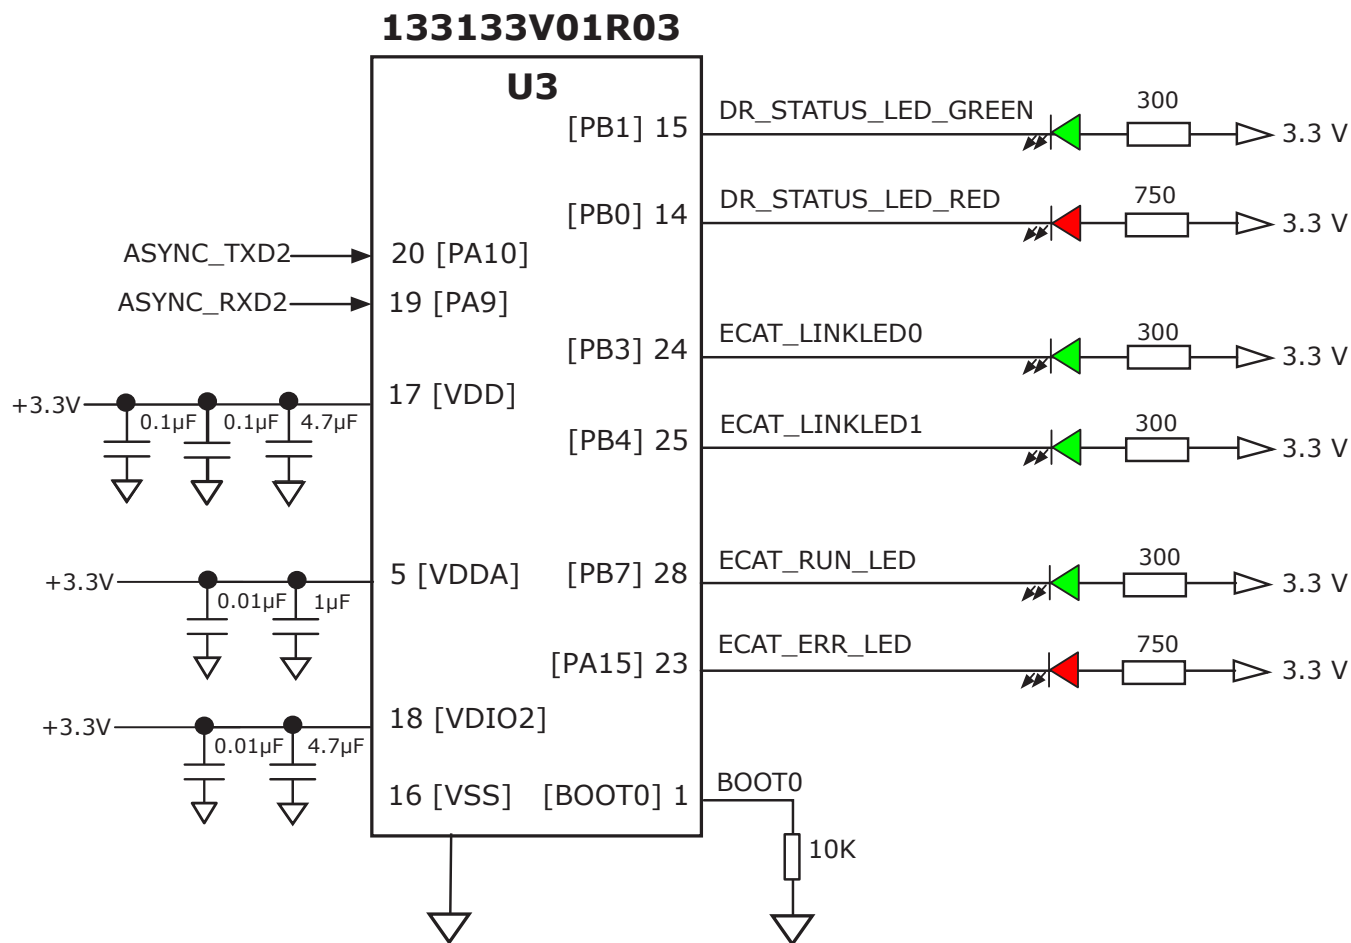 133133V01R03
U3
[PB1] 15
DR_STATUS_LED_GREEN
300
3.3 V
[PB0] 14
DR_STATUS_LED_RED
750
3.3 V
ASYNC_TXD2
20 [PA10]
ASYNC_RXD2
19 [PA9]
[PB3] 24
ECAT_LINKLED0
300
3.3 V
+3.3V
0.1µF
0.1µF
4.7µF
17 [VDD]
[PB4] 25
ECAT_LINKLED1
300
3.3 V
+3.3V
0.01µF
1µF
5 [VDDA]
[PB7] 28
ECAT_RUN_LED
300
3.3 V
[PA15] 23
ECAT_ERR_LED
750
3.3 V
+3.3V
0.01µF
4.7µF
18 [VDIO2]
16 [VSS]
[BOOT0] 1
BOOT0
10K